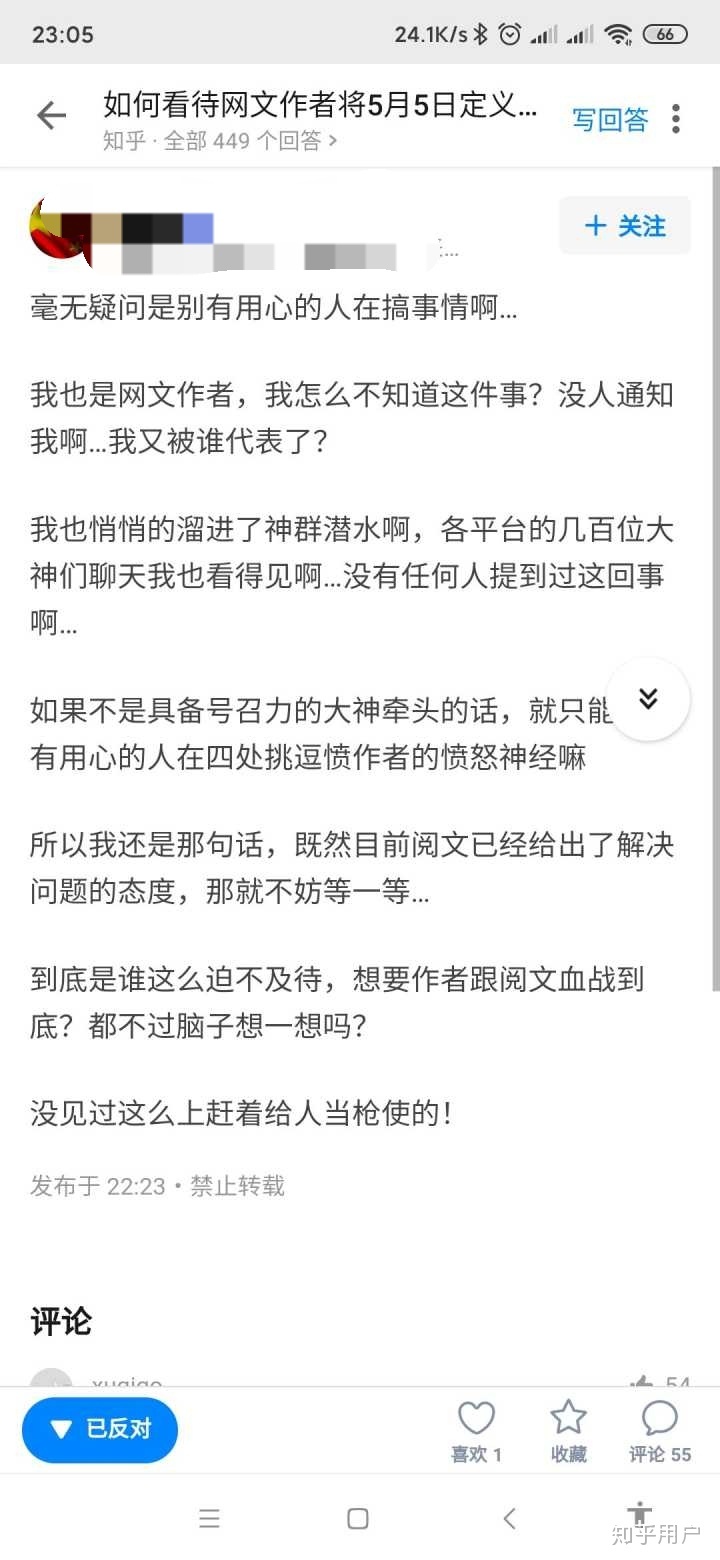 23:05
24.1K/s
66
如何看待网文作者将5月5日定义...
写回答
知乎 · 全部 449 个回答 >
+ 关注
毫无疑问是别有用心的人在搞事情啊...
我也是网文作者，我怎么不知道这件事？没人通知
我啊...我又被谁代表了？
我也悄悄的溜进了神群潜水啊，各平台的几百位大
神们聊天我也看得见啊...没有任何人提到过这回事
啊...
如果不是具备号召力的大神牵头的话，就只能
有用心的人在四处挑逗愤作者的愤怒神经嘛
所以我还是那句话，既然目前阅文已经给出了解决
问题的态度，那就不妨等一等...
到底是谁这么迫不及待，想要作者跟阅文血战到
底？都不过脑子想一想吗？
没见过这么上赶着给人当枪使的！
发布于 22:23 · 禁止转载
评论
54
已反对
喜欢 1
收藏
评论 55
知乎用户